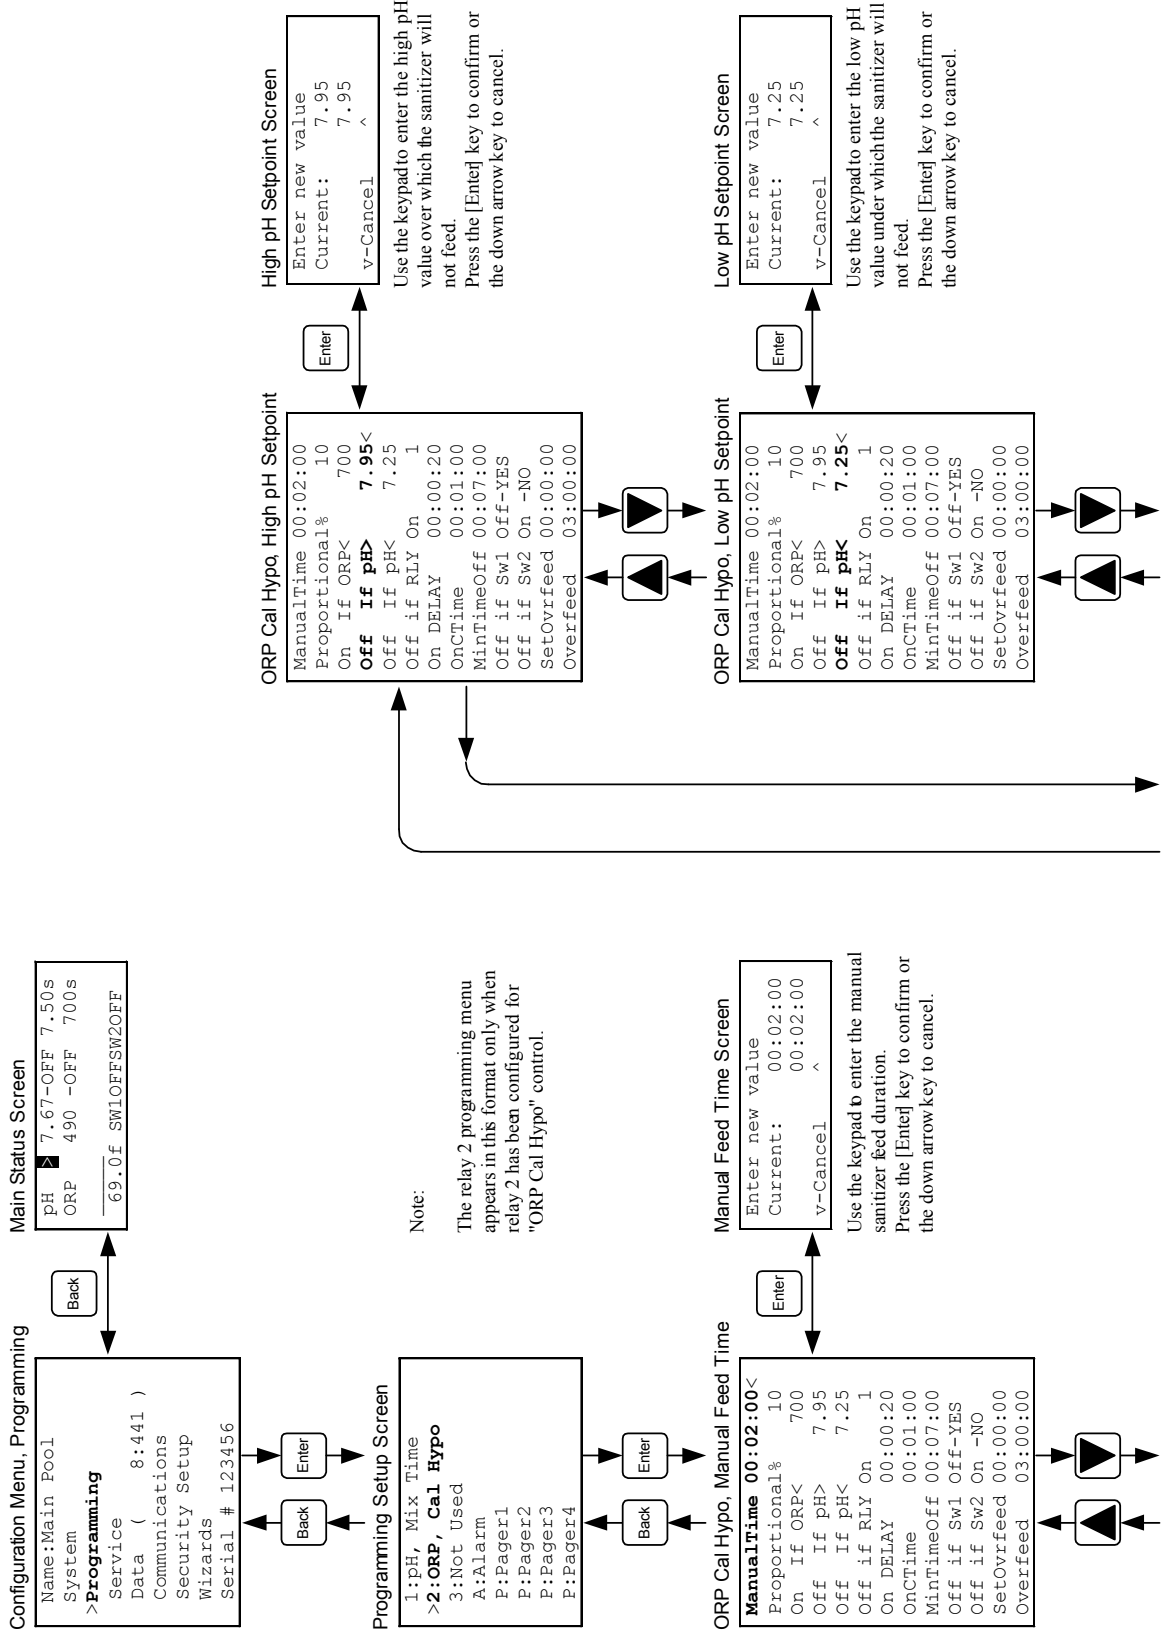 Configuration Menu, Programming
Name:Main Pool
System
>Programming
Service
Data ( 8:441 )
Communications
Security Setup
Wizards
Serial # 123456
Back
Main Status Screen
pH > 7.67-OFF 7.50s
ORP 490 -OFF 700s
69.0f SW1OFFSW2OFF
Back
Enter
Programming Setup Screen
1:pH, Mix Time
>2:ORP, Cal Hypo
3:Not Used
A:Alarm
P:Pager1
P:Pager2
P:Pager3
P:Pager4
Note:
The relay 2 programming menu
appears in this format only when
relay 2 has been configured for
"ORP Cal Hypo" control.
Back
Enter
ORP Cal Hypo, Manual Feed Time
ManualTime 00:02:00<
Proportional% 10
On If ORP< 700
Off If pH> 7.95
Off If pH< 7.25
Off if RLY On 1
On DELAY 00:00:20
OnCTime 00:01:00
MinTimeOff 00:07:00
Off if Sw1 Off-YES
Off if Sw2 On -NO
SetOvrfeed 00:00:00
Overfeed 03:00:00
Enter
Manual Feed Time Screen
Enter new value
Current: 00:02:00
00:02:00
v-Cancel ^
Use the keypad to enter the manual
sanitizer feed duration.
Press the [Enter] key to confirm or
the down arrow key to cancel.
ORP Cal Hypo, High pH Setpoint
ManualTime 00:02:00
Proportional% 10
On If ORP< 700
Off If pH> 7.95<
Off If pH< 7.25
Off if RLY On 1
On DELAY 00:00:20
OnCTime 00:01:00
MinTimeOff 00:07:00
Off if Sw1 Off-YES
Off if Sw2 On -NO
SetOvrfeed 00:00:00
Overfeed 03:00:00
Enter
High pH Setpoint Screen
Enter new value
Current: 7.95
7.95
v-Cancel ^
Use the keypad to enter the high pH
value over which the sanitizer will
not feed.
Press the [Enter] key to confirm or
the down arrow key to cancel.
ORP Cal Hypo, Low pH Setpoint
ManualTime 00:02:00
Proportional% 10
On If ORP< 700
Off If pH> 7.95
Off If pH< 7.25<
Off if RLY On 1
On DELAY 00:00:20
OnCTime 00:01:00
MinTimeOff 00:07:00
Off if Sw1 Off-YES
Off if Sw2 On -NO
SetOvrfeed 00:00:00
Overfeed 03:00:00
Enter
Low pH Setpoint Screen
Enter new value
Current: 7.25
7.25
v-Cancel ^
Use the keypad to enter the low pH
value under which the sanitizer will
not feed.
Press the [Enter] key to confirm or
the down arrow key to cancel.